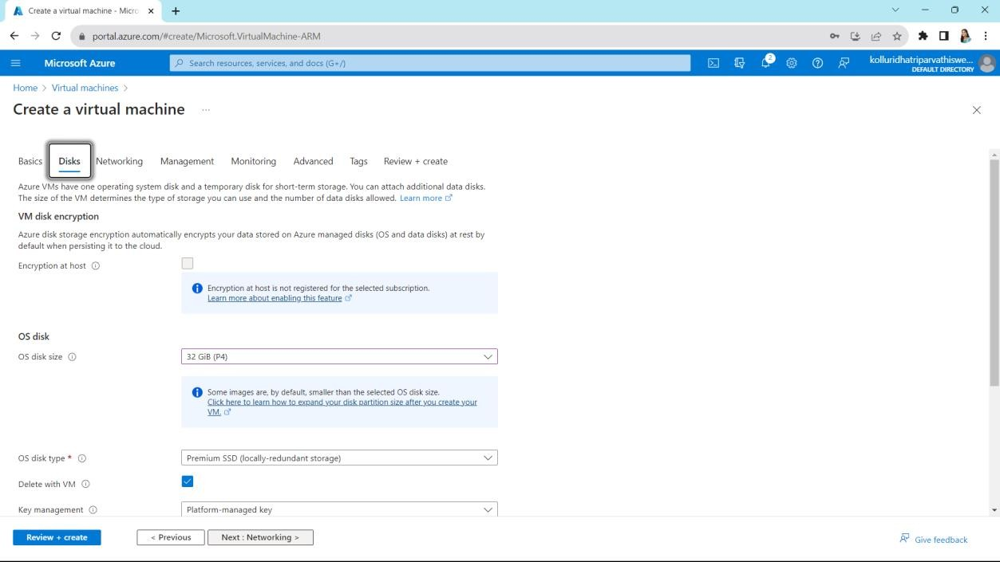 Create a virtual machine - Micro
portal.azure.com/#create/Microsoft.VirtualMachine-ARM
Microsoft Azure
Search resources, services, and docs (G+/)
2
kolluridhatriparvathiswe...
DEFAULT DIRECTORY
Home > Virtual machines >
Create a virtual machine ...
Basics Disks Networking Management Monitoring Advanced Tags Review + create
Azure VMs have one operating system disk and a temporary disk for short-term storage. You can attach additional data disks.
The size of the VM determines the type of storage you can use and the number of data disks allowed. Learn more
VM disk encryption
Azure disk storage encryption automatically encrypts your data stored on Azure managed disks (OS and data disks) at rest by
default when persisting it to the cloud.
Encryption at host
Encryption at host is not registered for the selected subscription.
Learn more about enabling this feature
OS disk
OS disk size
32 GiB (P4)
Some images are, by default, smaller than the selected OS disk size.
Click here to learn how to expand your disk partition size after you create your
VM.
OS disk type *
Premium SSD (locally-redundant storage)
Delete with VM
Key management
Platform-managed key
Review + create
< Previous
Next : Networking >
Give feedback